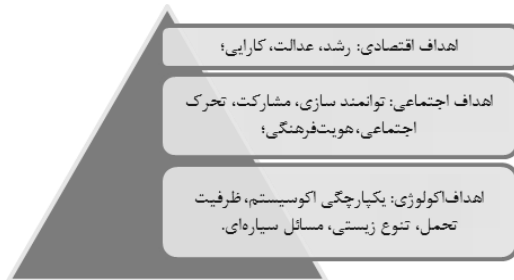 اهداف اقتصادی: رشد، عدالت، کارایی؛
اهداف اجتماعی: توانمند سازی، مشارکت، تحرک
اجتماعی، هویت‌فرهنگی؛
اهداف‌اکولوژی: یکپارچگی اکوسیستم، ظرفیت
تحمل، تنوع زیستی، مسائل سیاره‌ای.